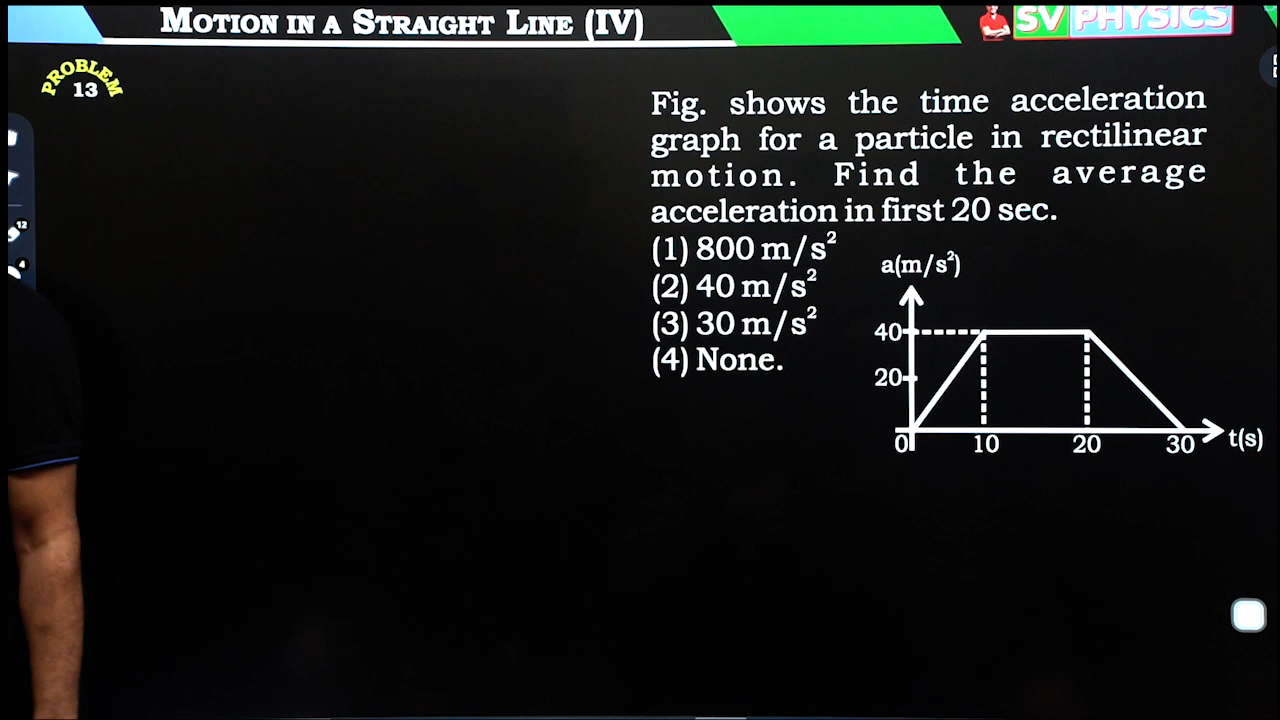 MOTION IN A STRAIGHT LINE (IV)
SV PHYSICS
PROBLEM
13
Fig. shows the time acceleration
graph for a particle in rectilinear
motion. Find the average
acceleration in first 20 sec.
(1) 800 m/s²
(2) 40 m/s²
(3) 30 m/s²
(4) None.
a(m/s²)
40
20
0 10 20 30 t(s)
12
4